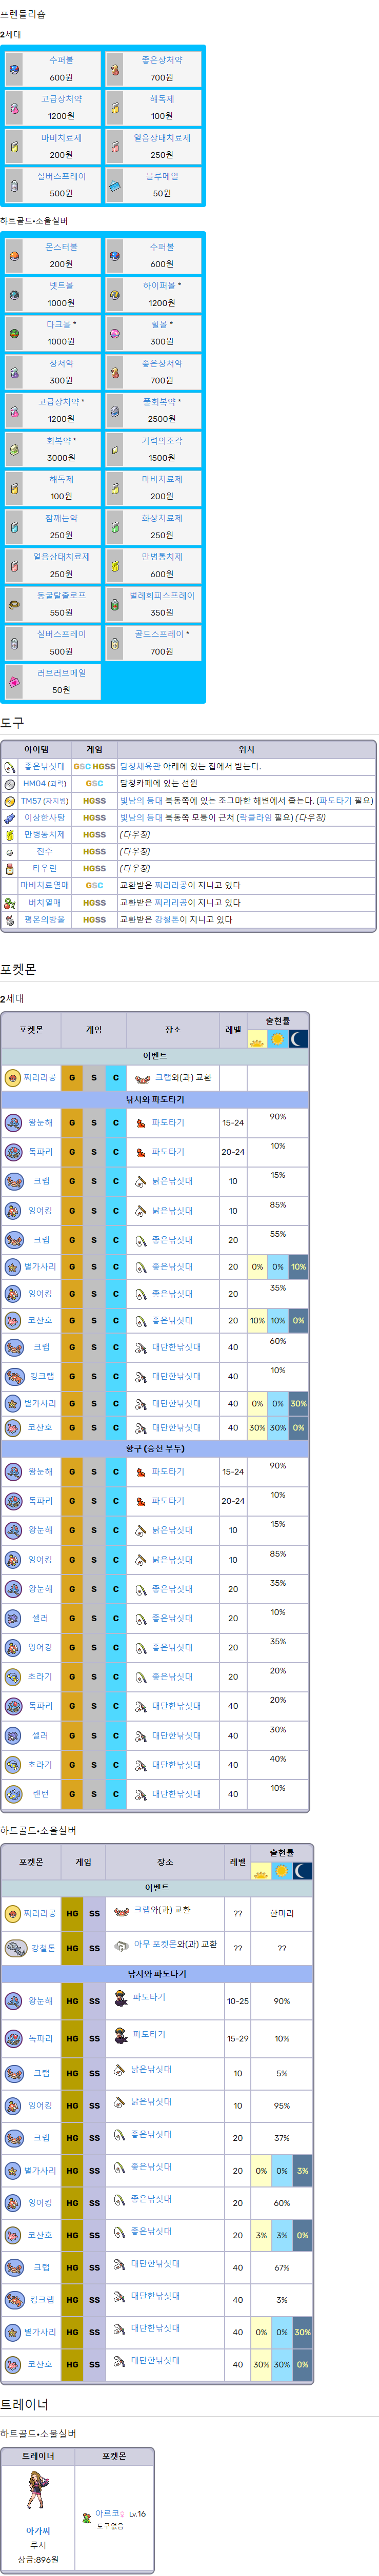 프렌들리숍
2세대
수퍼볼 좋은상처약
600원 700원
고급상처약 해독제
1200원 100원
마비치료제 얼음상태치료제
200원 250원
실버스프레이 블루메일
500원 50원
하트골드•소울실버
몬스터볼 수퍼볼
200원 600원
넷트볼 하이퍼볼 *
1000원 1200원
다크볼 * 힐볼 *
1000원 300원
상처약 좋은상처약
300원 700원
고급상처약 * 풀회복약 *
1200원 2500원
회복약 * 기력의조각
3000원 1500원
해독제 마비치료제
100원 200원
잠깨는약 화상치료제
250원 250원
얼음상태치료제 만병통치제
250원 600원
동굴탈출로프 벌레회피스프레이
550원 350원
실버스프레이 골드스프레이 *
500원 700원
러브러브메일
50원
도구
아이템 게임 위치
좋은낚싯대 GSC HGSS 담청체육관 아래에 있는 집에서 받는다.
HM04 (괴력) GSC 담청카페에 있는 선원
TM57 (차지빔) HGSS 빛남의 등대 북동쪽에 있는 조그마한 해변에서 줍는다. (파도타기 필요)
이상한사탕 HGSS 빛남의 등대 북동쪽 모퉁이 근처 (락클라임 필요) (다우징)
만병통치제 HGSS (다우징)
진주 HGSS (다우징)
타우린 HGSS (다우징)
마비치료열매 GSC 교환받은 찌리리공이 지니고 있다
버치열매 HGSS 교환받은 찌리리공이 지니고 있다
평온의방울 HGSS 교환받은 강철톤이 지니고 있다
포켓몬
2세대
포켓몬 게임 장소 레벨 출현률
이벤트
찌리리공 G S C 크랩와(과) 교환
낚시와 파도타기
왕눈해 G S C 파도타기 15-24 90%
독파리 G S C 파도타기 20-24 10%
크랩 G S C 낡은낚싯대 10 15%
잉어킹 G S C 낡은낚싯대 10 85%
크랩 G S C 좋은낚싯대 20 55%
별가사리 G S C 좋은낚싯대 20 0% 0% 10%
잉어킹 G S C 좋은낚싯대 20 35%
코산호 G S C 좋은낚싯대 20 10% 10% 0%
크랩 G S C 대단한낚싯대 40 60%
킹크랩 G S C 대단한낚싯대 40 10%
별가사리 G S C 대단한낚싯대 40 0% 0% 30%
코산호 G S C 대단한낚싯대 40 30% 30% 0%
항구 (승선 부두)
왕눈해 G S C 파도타기 15-24 90%
독파리 G S C 파도타기 20-24 10%
왕눈해 G S C 낡은낚싯대 10 15%
잉어킹 G S C 낡은낚싯대 10 85%
왕눈해 G S C 좋은낚싯대 20 35%
셀러 G S C 좋은낚싯대 20 10%
잉어킹 G S C 좋은낚싯대 20 35%
초라기 G S C 좋은낚싯대 20 20%
독파리 G S C 대단한낚싯대 40 20%
셀러 G S C 대단한낚싯대 40 30%
초라기 G S C 대단한낚싯대 40 40%
랜턴 G S C 대단한낚싯대 40 10%
하트골드•소울실버
포켓몬 게임 장소 레벨 출현률
이벤트
찌리리공 HG SS 크랩와(과) 교환 ?? 한마리
강철톤 HG SS 아무 포켓몬와(과) 교환 ?? ??
낚시와 파도타기
왕눈해 HG SS 파도타기 10-25 90%
독파리 HG SS 파도타기 15-29 10%
크랩 HG SS 낡은낚싯대 10 5%
잉어킹 HG SS 낡은낚싯대 10 95%
크랩 HG SS 좋은낚싯대 20 37%
별가사리 HG SS 좋은낚싯대 20 0% 0% 3%
잉어킹 HG SS 좋은낚싯대 20 60%
코산호 HG SS 좋은낚싯대 20 3% 3% 0%
크랩 HG SS 대단한낚싯대 40 67%
킹크랩 HG SS 대단한낚싯대 40 3%
별가사리 HG SS 대단한낚싯대 40 0% 0% 30%
코산호 HG SS 대단한낚싯대 40 30% 30% 0%
트레이너
하트골드•소울실버
트레이너 포켓몬
아가씨
루시
상금:896원
아르코♀ Lv.16
도구없음